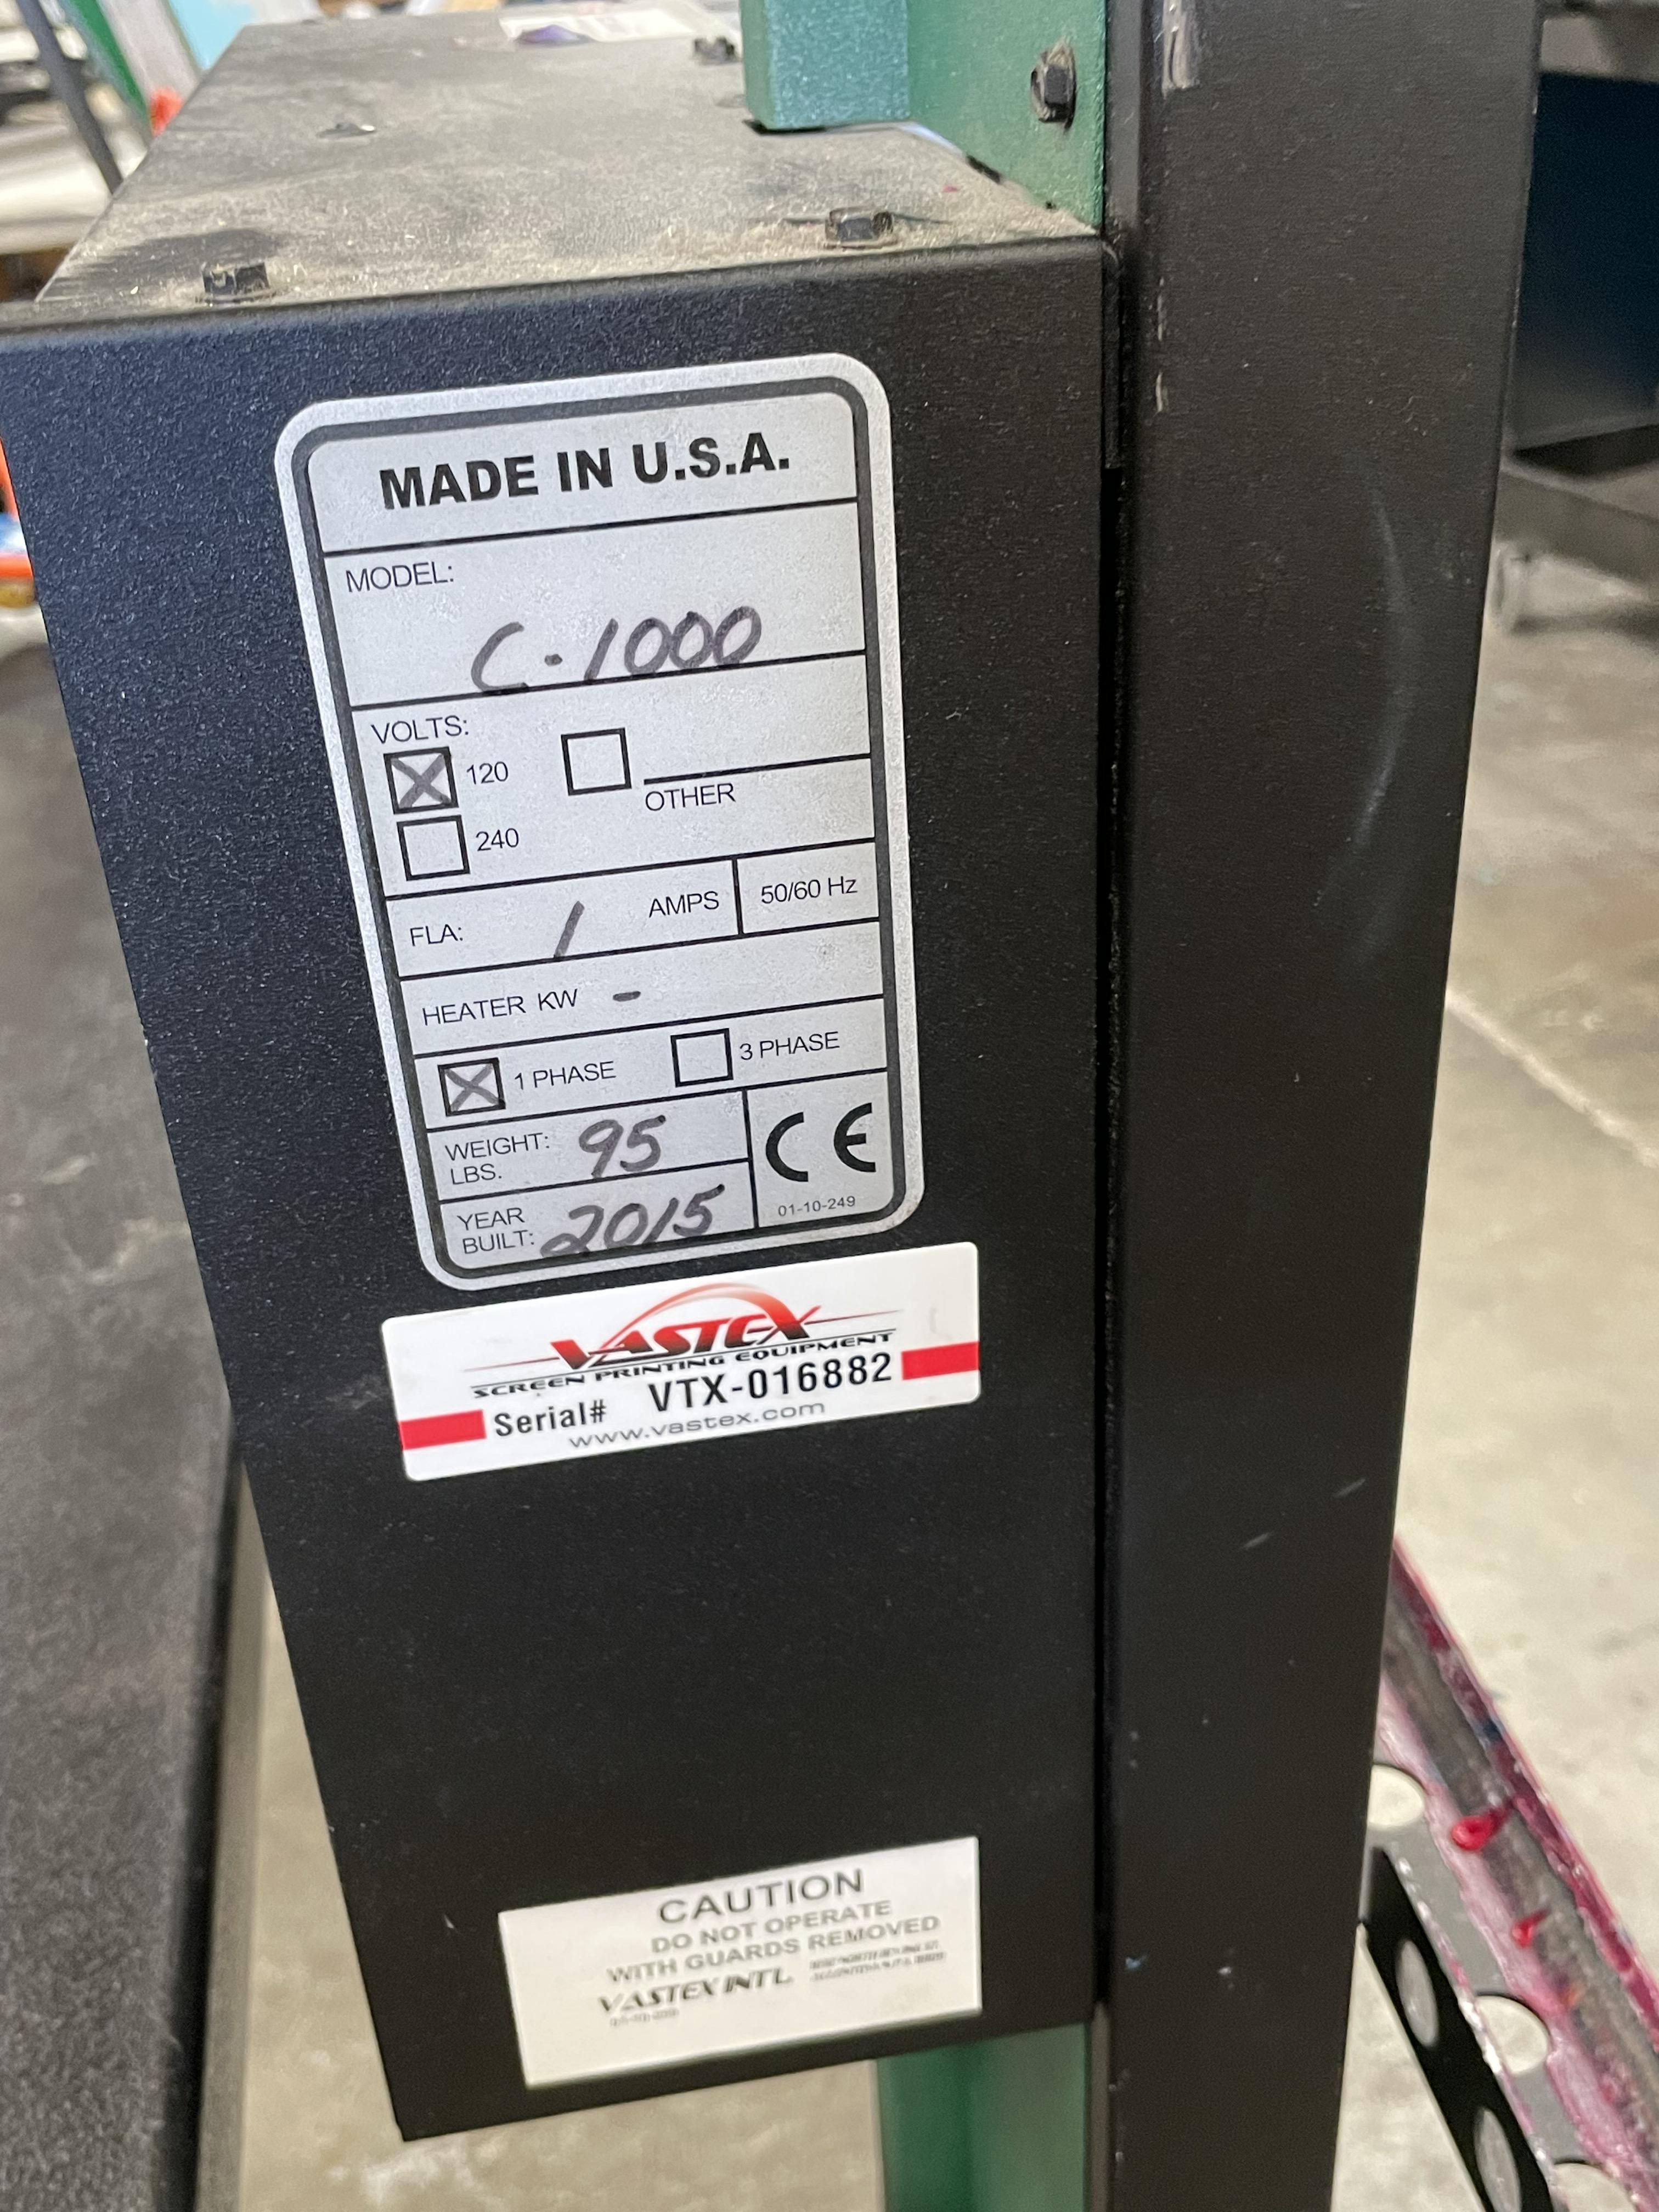 MADE IN U.S.A.
MODEL:
C-1000
VOLTS:
120
OTHER
240
FLA: 1 AMPS 50/60 Hz
HEATER KW -
1 PHASE 3 PHASE
WEIGHT: 95
LBS.
CE
YEAR 2015
BUILT:
01-10-249
VASTEX
SCREEN PRINTING EQUIPMENT
Serial# VTX-016882
www.vastex.com
CAUTION
DO NOT OPERATE
WITH GUARDS REMOVED
VASTEX INTL.